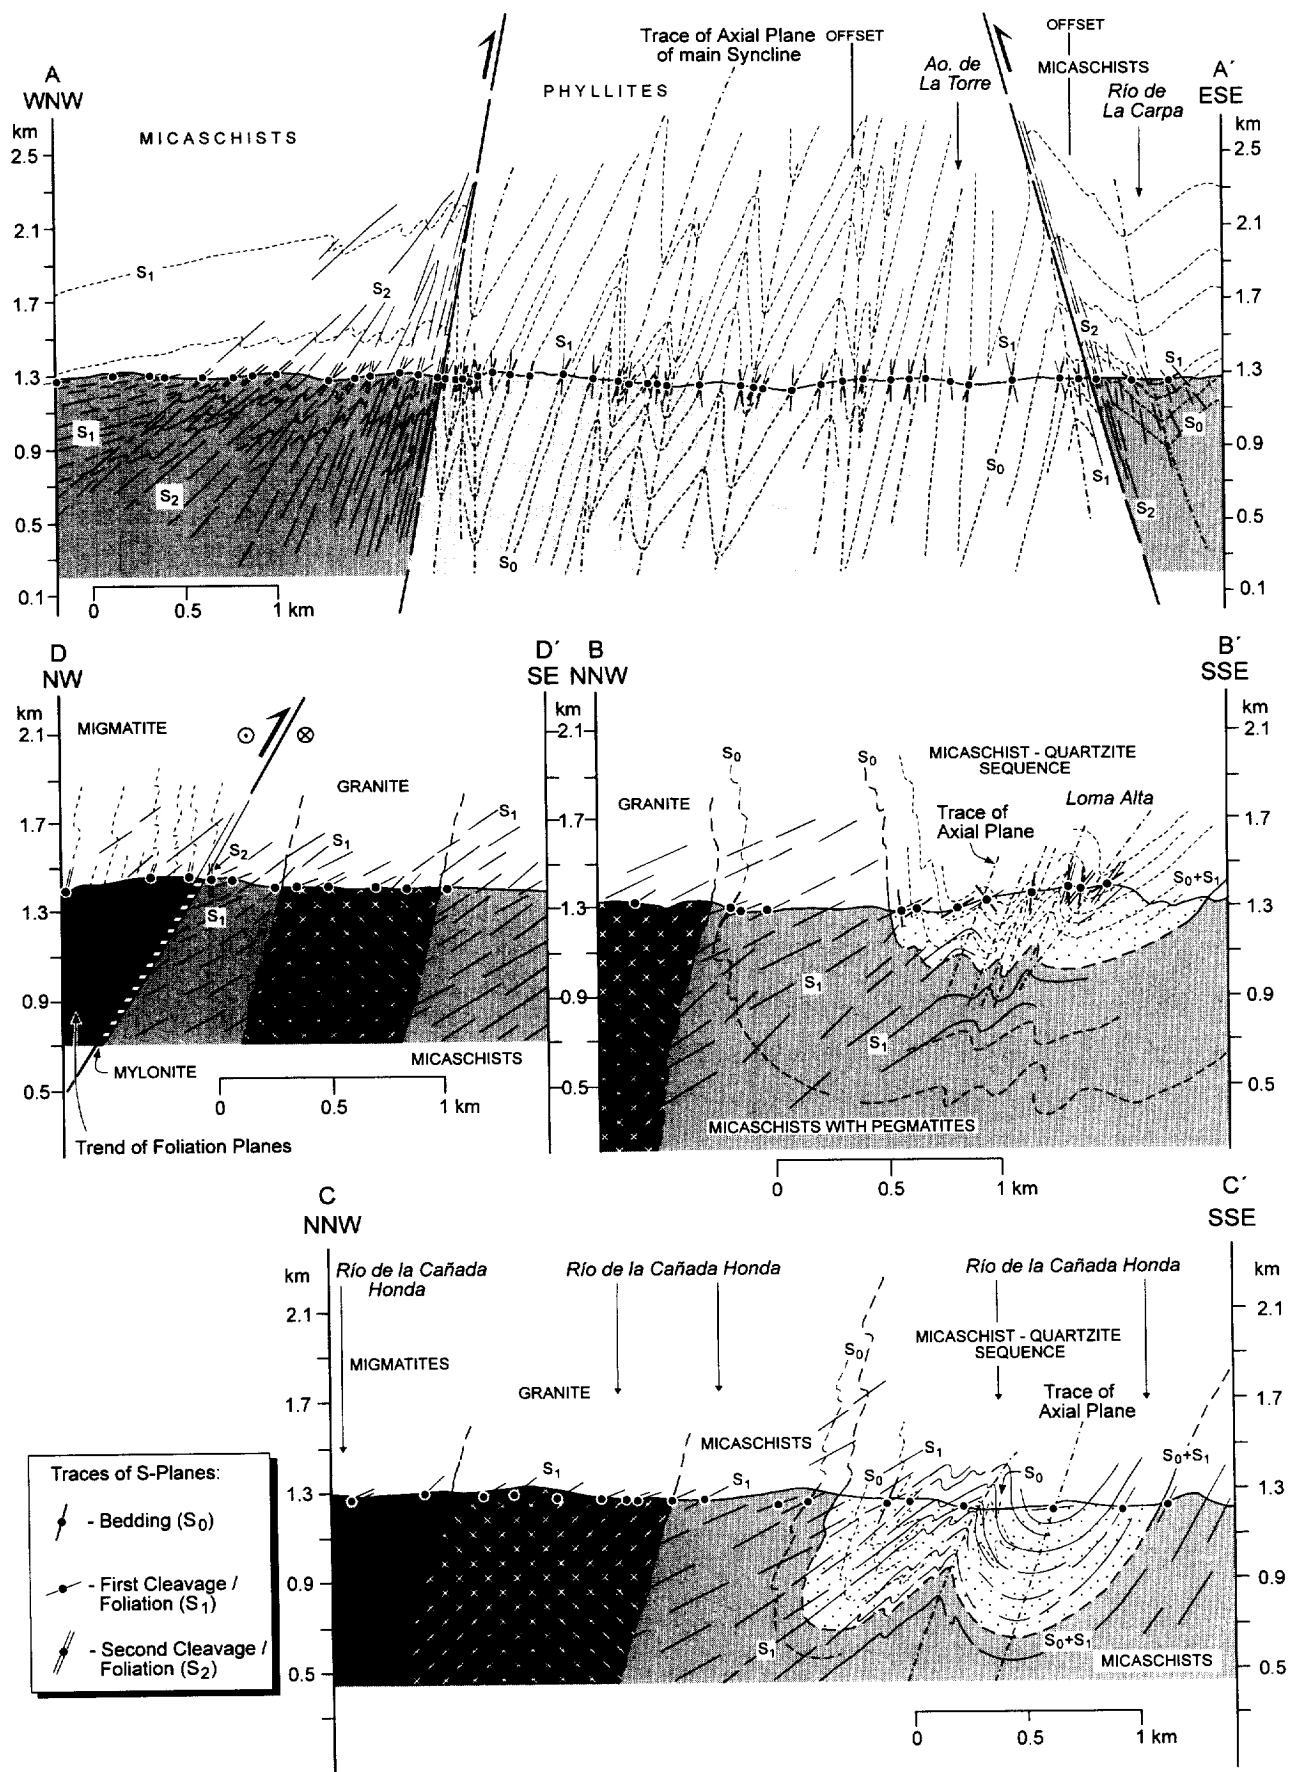 Trace of Axial Plane
of main Syncline
OFFSET
OFFSET
MICASCHISTS
A
WNW
A´
ESE
PHYLLITES
Ao. de
La Torre
Río de
La Carpa
MICASCHISTS
km
2.5
2.1
1.7
1.3
0.9
0.5
0.1
km
2.5
2.1
1.7
1.3
0.9
0.5
0.1
S1
S2
S1
S1
S2
S1
S1
S2
S0
S0
S1
S2
S0
0 0.5 1 km
D
NW
D´
SE
B
NNW
B´
SSE
km
2.1
1.7
1.3
0.9
0.5
MIGMATITE
GRANITE
S1
S1
S2
S1
MYLONITE
MICASCHISTS
0 0.5 1 km
Trend of Foliation Planes
km
2.1
1.7
1.3
0.9
0.5
km
2.1
1.7
1.3
0.9
0.5
S0
S0
MICASCHIST - QUARTZITE
SEQUENCE
GRANITE
Trace of
Axial Plane
Loma Alta
S0+S1
S1
S1
MICASCHISTS WITH PEGMATITES
0 0.5 1 km
C
NNW
C´
SSE
km
2.1
1.7
1.3
0.9
0.5
km
2.1
1.7
1.3
0.9
0.5
Río de la Cañada
Honda
Río de la Cañada Honda
Río de la Cañada Honda
MIGMATITES
GRANITE
MICASCHISTS
S0
MICASCHIST - QUARTZITE
SEQUENCE
Trace of
Axial Plane
S1
S1
S1
S0
S0
S0+S1
S1
S0+S1
MICASCHISTS
0 0.5 1 km
Traces of S-Planes:
- Bedding (S0)
- First Cleavage /
Foliation (S1)
- Second Cleavage /
Foliation (S2)